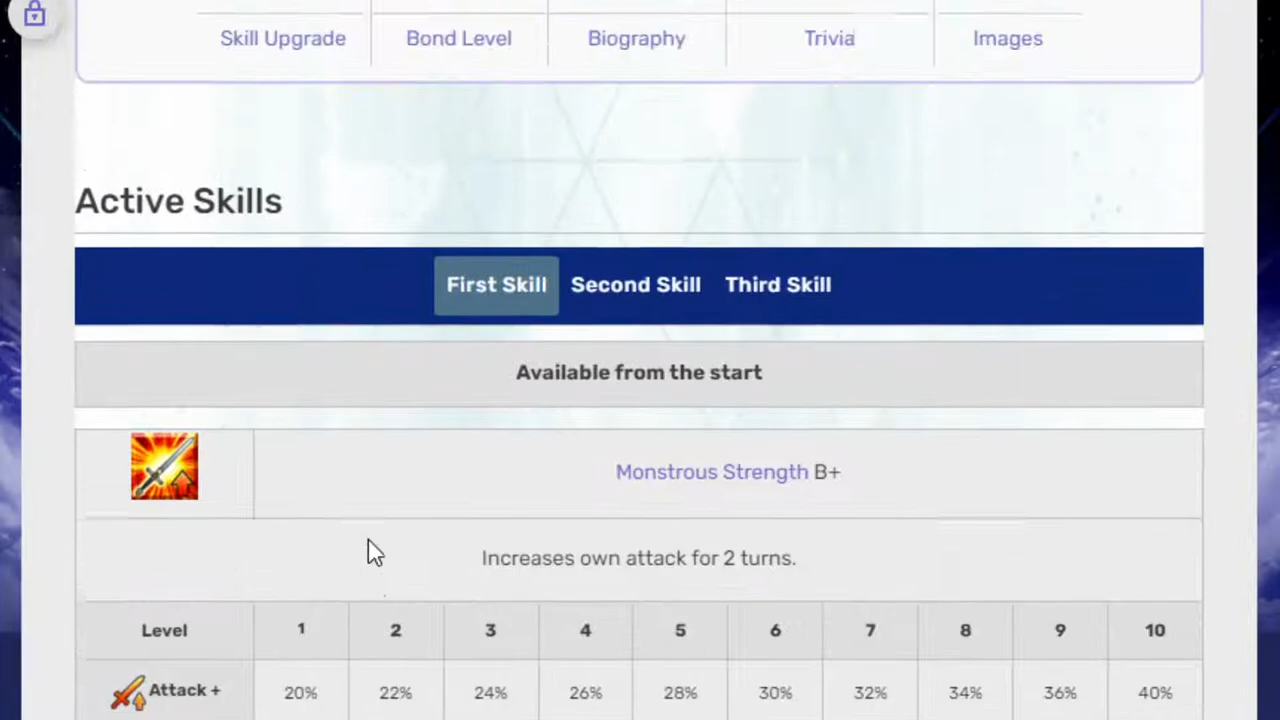 Skill Upgrade Bond Level Biography Trivia Images
Active Skills
First Skill Second Skill Third Skill
Available from the start
Monstrous Strength B+
Increases own attack for 2 turns.
Level 1 2 3 4 5 6 7 8 9 10
Attack + 20% 22% 24% 26% 28% 30% 32% 34% 36% 40%